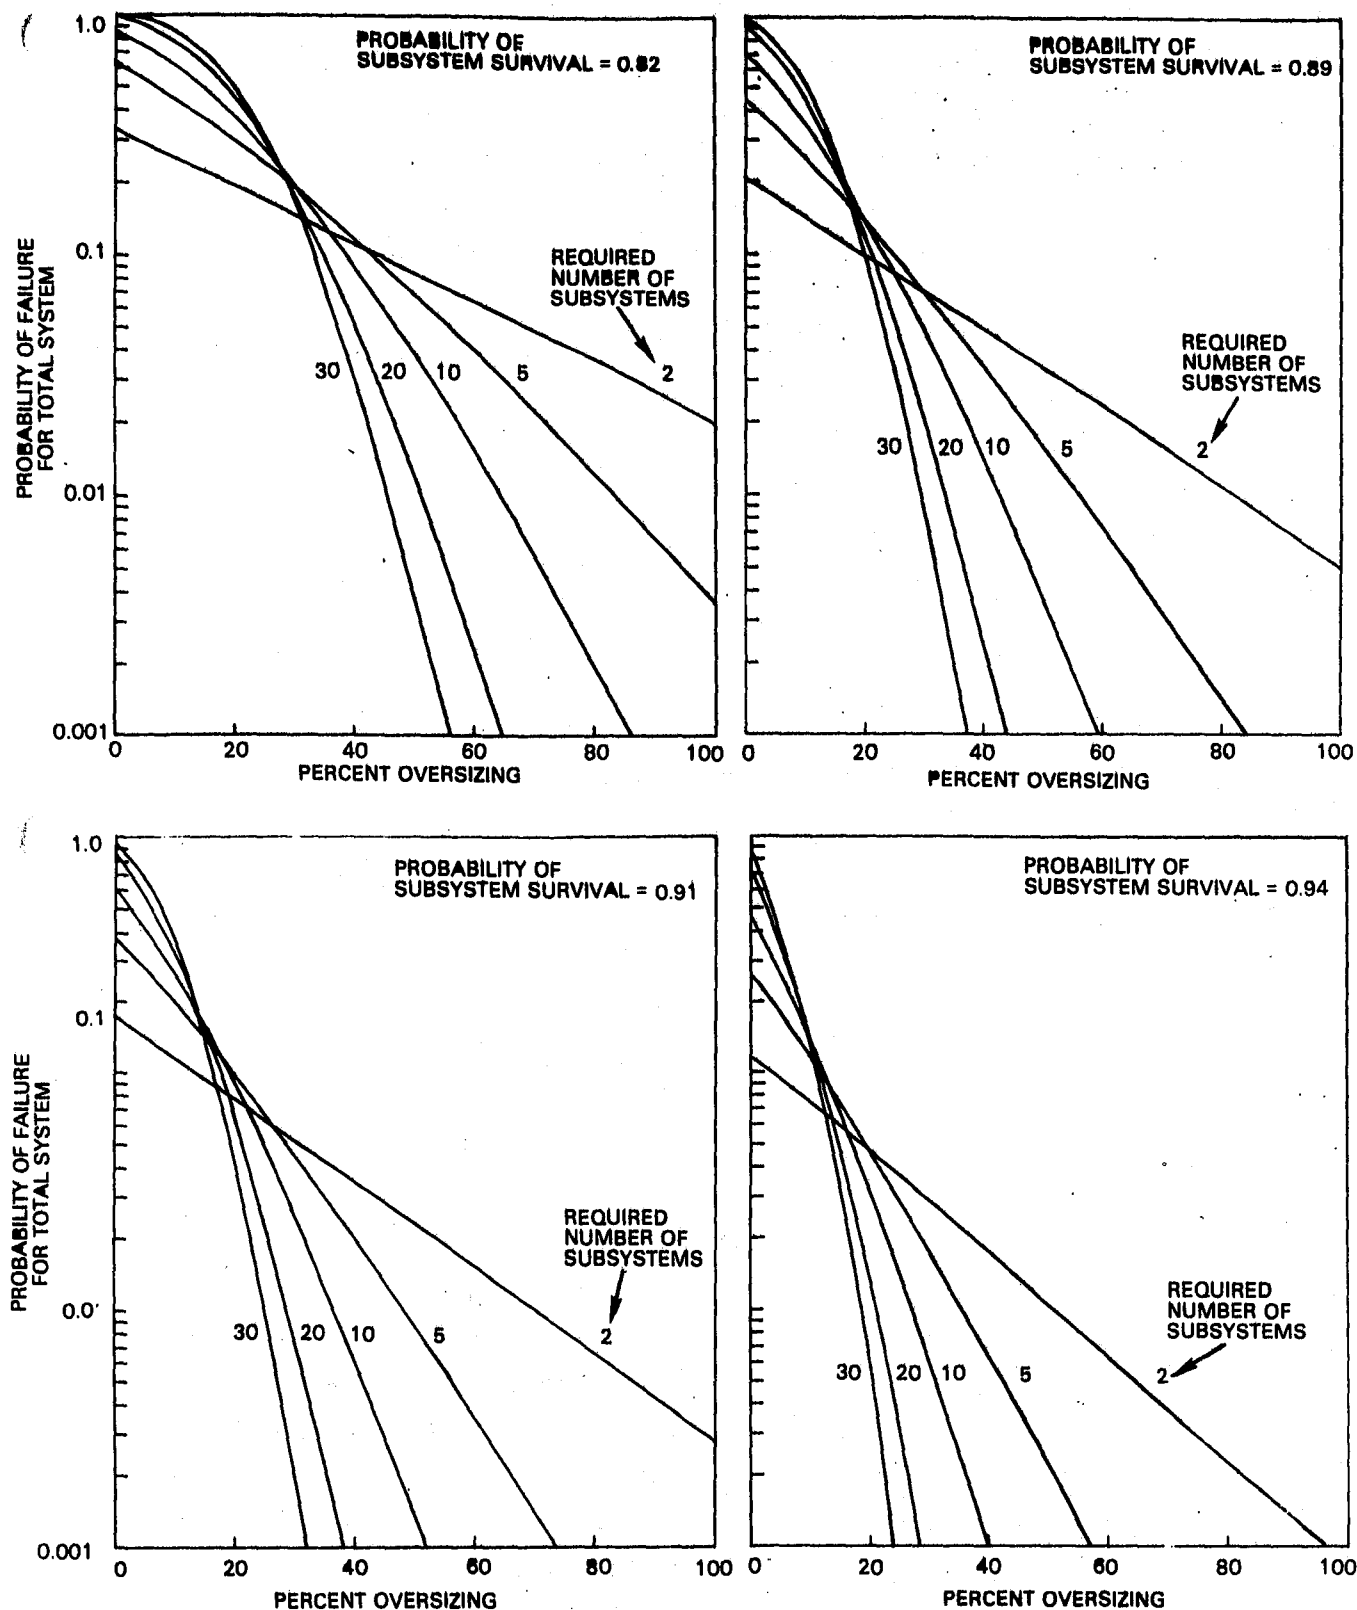 PROBABILITY OF
SUBSYSTEM SURVIVAL = 0.82
1.0
0.1
0.01
0.001
PROBABILITY OF FAILURE
FOR TOTAL SYSTEM
REQUIRED
NUMBER OF
SUBSYSTEMS
30 20 10 5 2
0 20 40 60 80 100
PERCENT OVERSIZING
PROBABILITY OF
SUBSYSTEM SURVIVAL = 0.89
REQUIRED
NUMBER OF
SUBSYSTEMS
30 20 10 5 2
0 20 40 60 80 100
PERCENT OVERSIZING
PROBABILITY OF
SUBSYSTEM SURVIVAL = 0.91
1.0
0.1
0.0
0.001
PROBABILITY OF FAILURE
FOR TOTAL SYSTEM
REQUIRED
NUMBER OF
SUBSYSTEMS
30 20 10 5 2
0 20 40 60 80 100
PERCENT OVERSIZING
PROBABILITY OF
SUBSYSTEM SURVIVAL = 0.94
REQUIRED
NUMBER OF
SUBSYSTEMS
30 20 10 5 2
0 20 40 60 80 100
PERCENT OVERSIZING